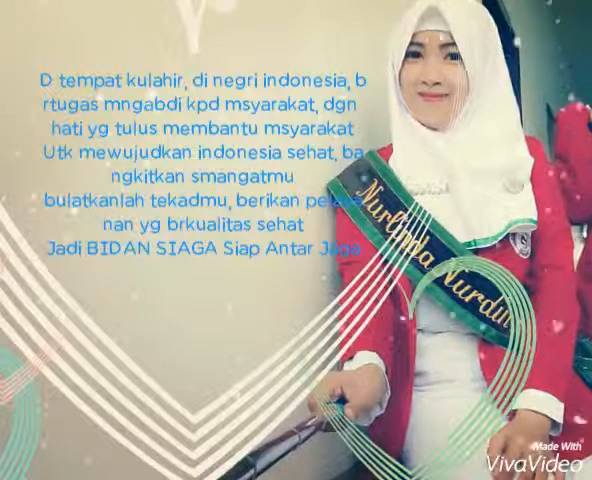 D tempat kulahir, di negri indonesia, b
rtugas mngabdi kpd msyarakat, dgn
hati yg tulus membantu msyarakat
Utk mewujudkan indonesia sehat, ba
ngkitkan smangatmu
bulatkanlah tekadmu, berikan pelaya
nan yg brkualitas sehat
Jadi BIDAN SIAGA Siap Antar Jaga
Nurlinda Nurdin
Made With
VivaVideo